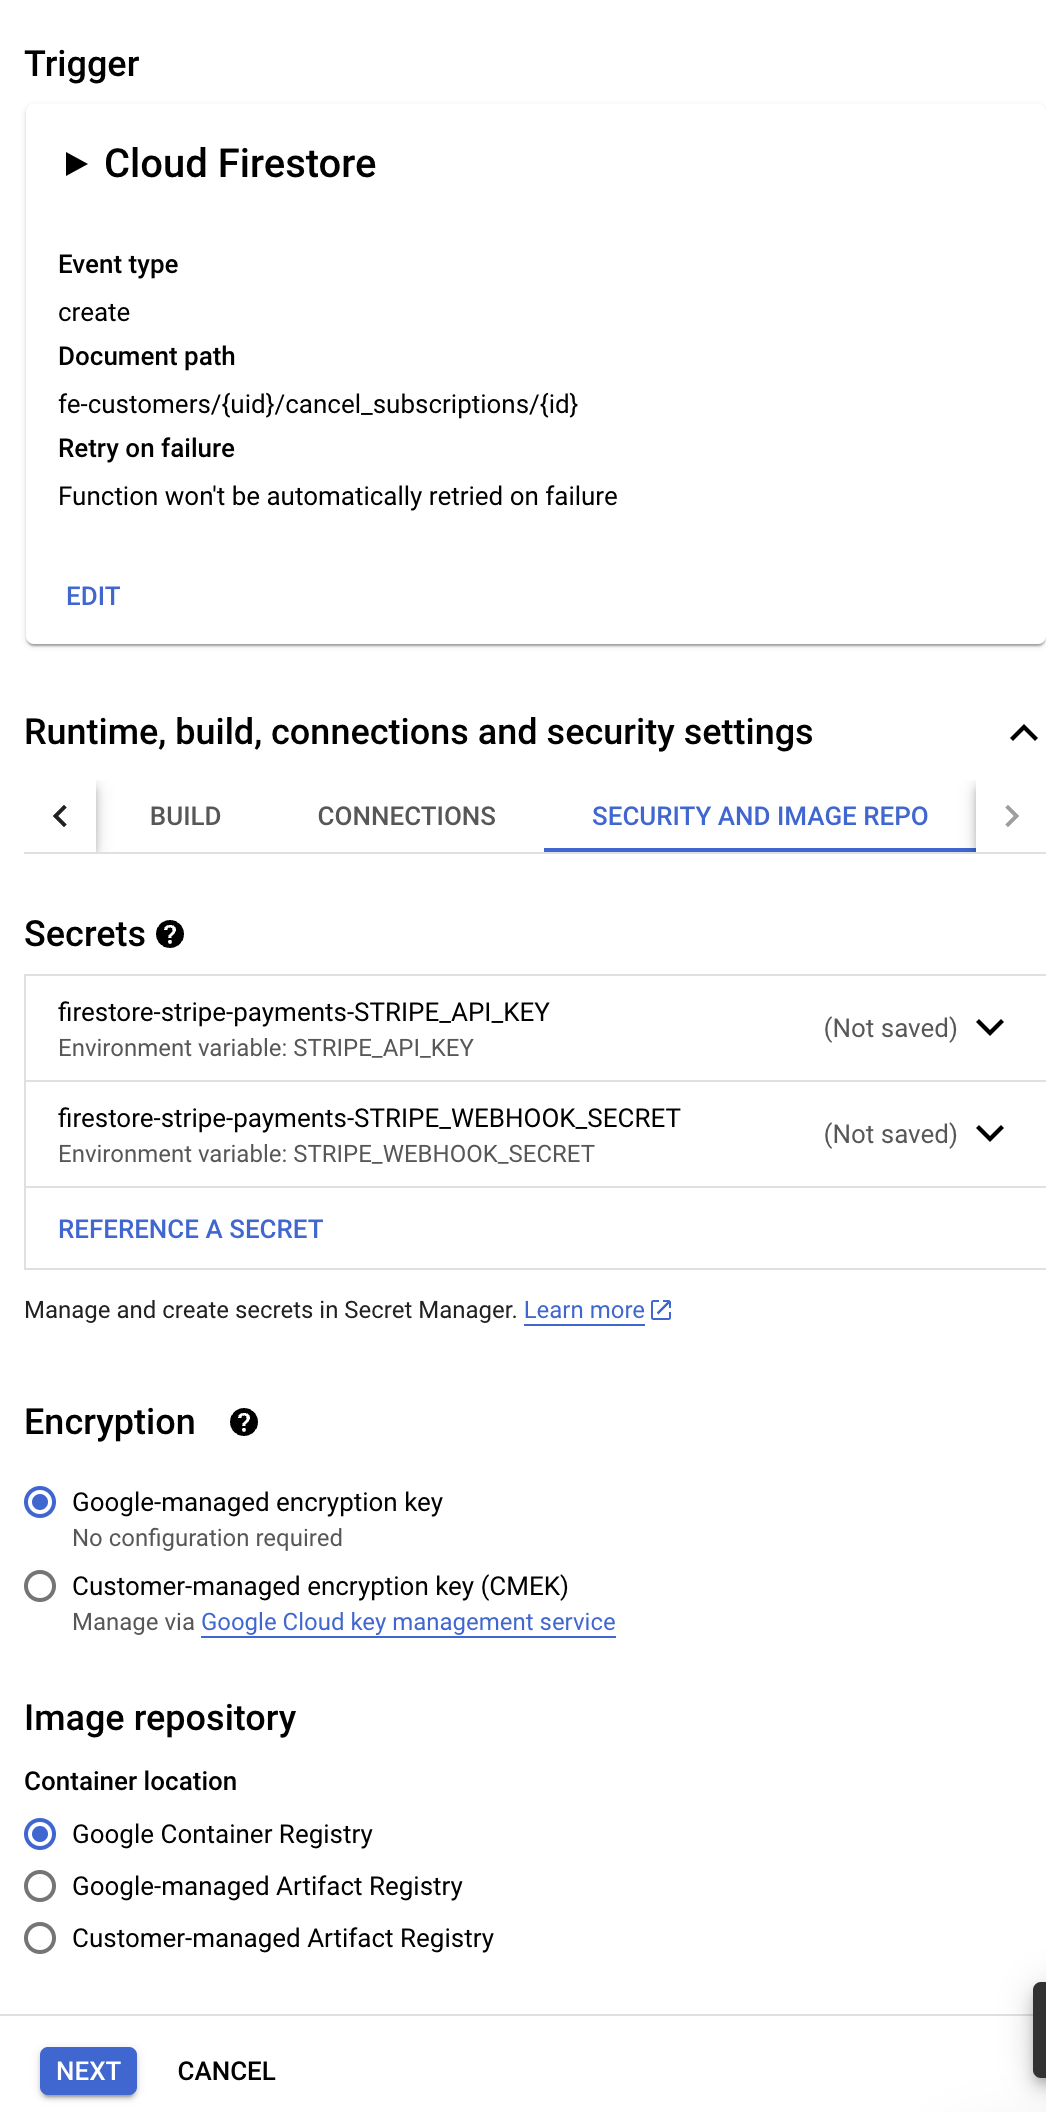 Trigger
Cloud Firestore
Event type
create
Document path
fe-customers/{uid}/cancel_subscriptions/{id}
Retry on failure
Function won't be automatically retried on failure
EDIT
Runtime, build, connections and security settings
BUILD CONNECTIONS SECURITY AND IMAGE REPO
Secrets
firestore-stripe-payments-STRIPE_API_KEY
Environment variable: STRIPE_API_KEY
(Not saved)
firestore-stripe-payments-STRIPE_WEBHOOK_SECRET
Environment variable: STRIPE_WEBHOOK_SECRET
(Not saved)
REFERENCE A SECRET
Manage and create secrets in Secret Manager. Learn more
Encryption
Google-managed encryption key
No configuration required
Customer-managed encryption key (CMEK)
Manage via Google Cloud key management service
Image repository
Container location
Google Container Registry
Google-managed Artifact Registry
Customer-managed Artifact Registry
NEXT CANCEL